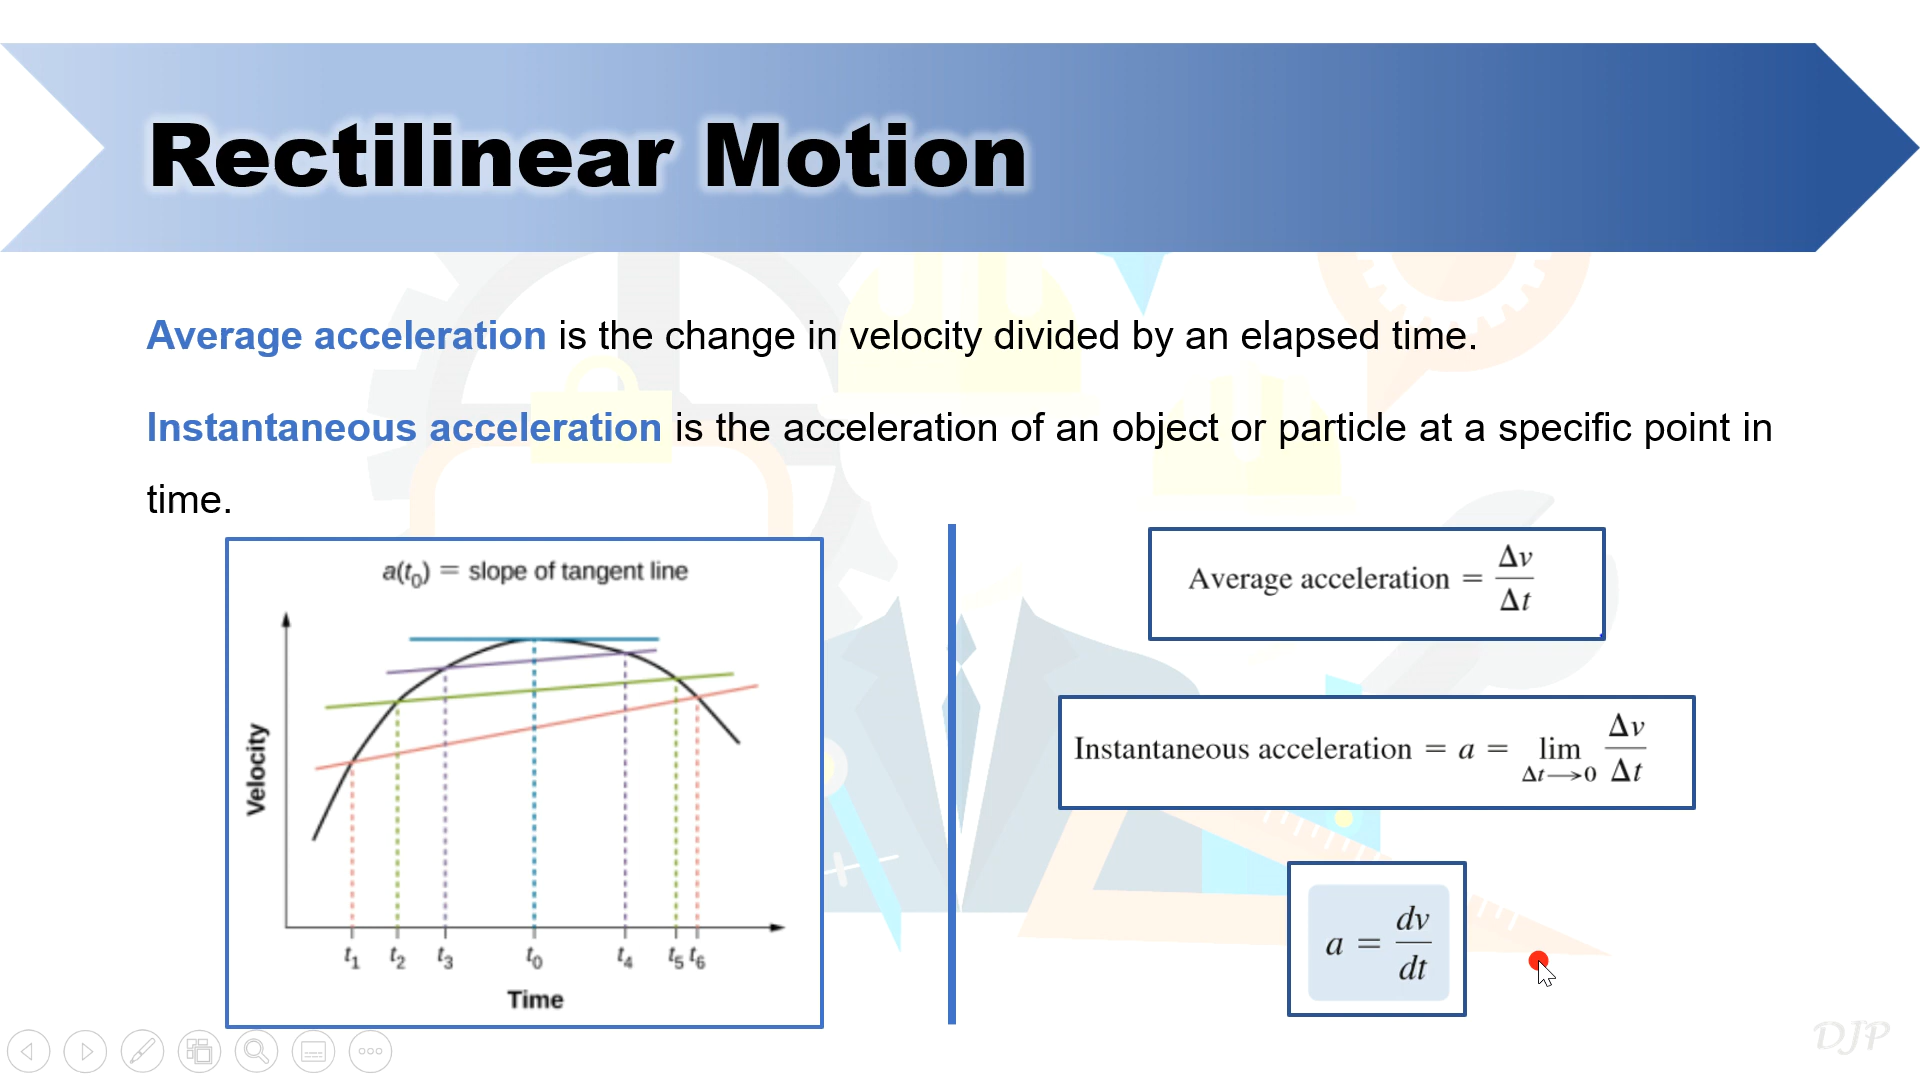 Rectilinear Motion
Average acceleration is the change in velocity divided by an elapsed time.
Instantaneous acceleration is the acceleration of an object or particle at a specific point in
time.
a(t₀) = slope of tangent line
Velocity
t₁ t₂ t₃ t₀ t₄ t₅ t₆
Time
Average acceleration = Δv/Δt
Instantaneous acceleration = a = lim Δt→0 Δv/Δt
a = dv/dt
DJP